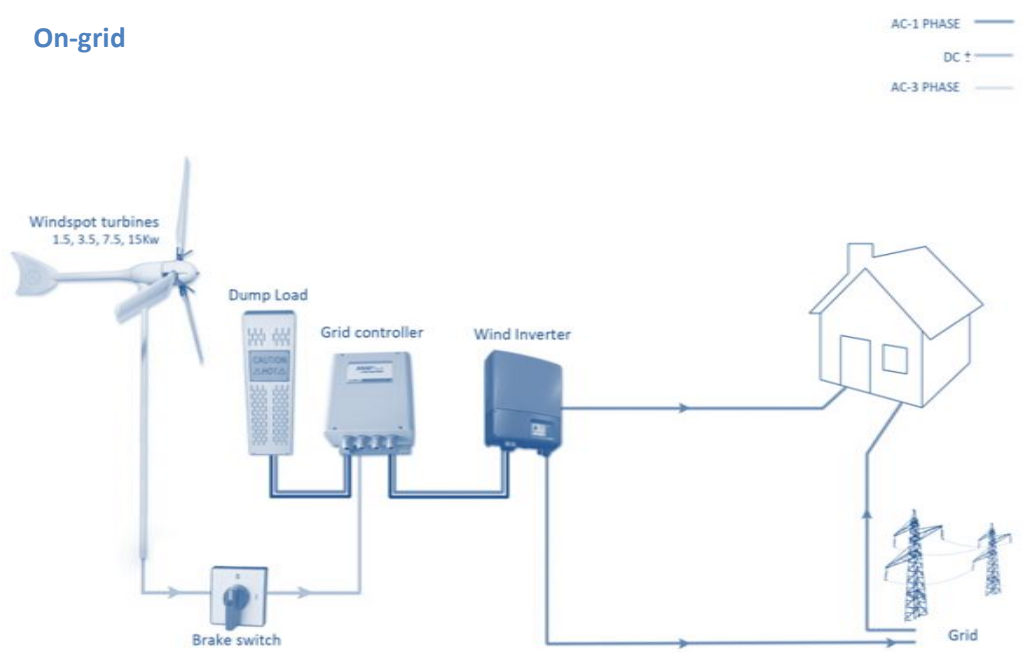 On-grid
AC-1 PHASE
DC ±
AC-3 PHASE
Windspot turbines
1.5, 3.5, 7.5, 15Kw
Dump Load
Grid controller
Wind Inverter
CAUTION
⚠HOT⚠
Brake switch
Grid